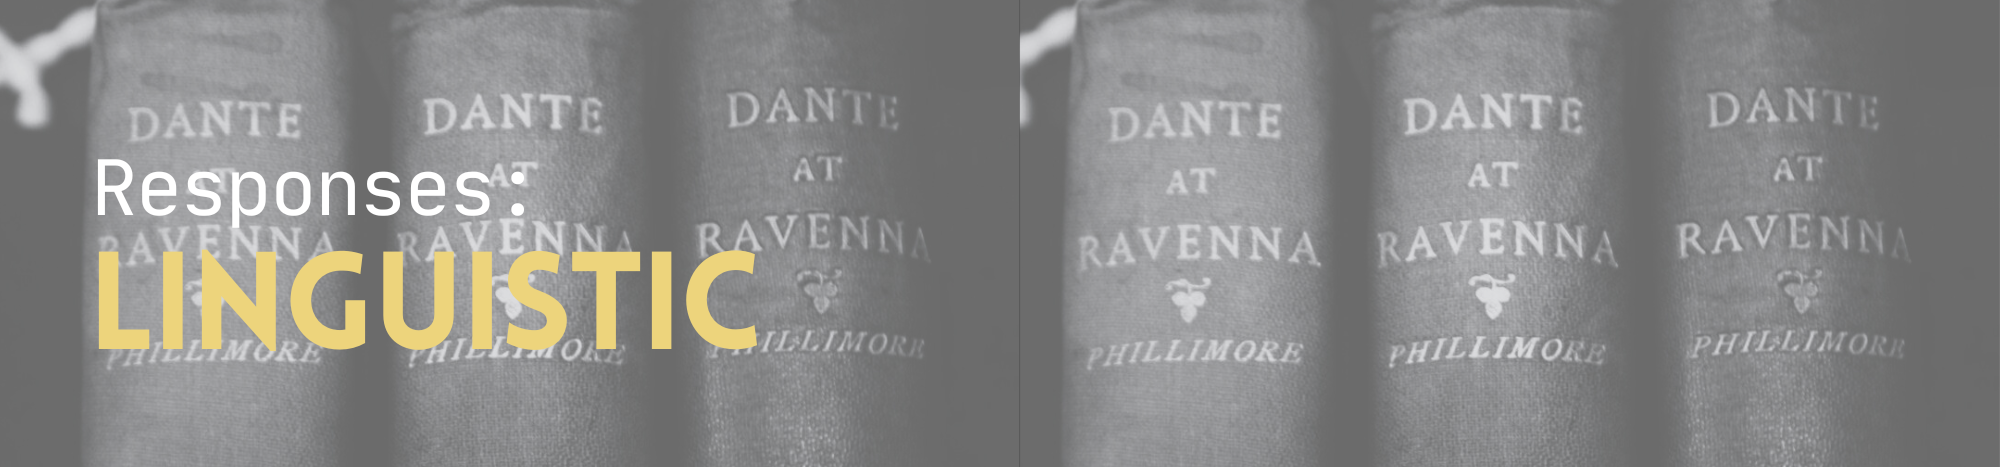 Responses:
LINGUISTIC
DANTE
AT
RAVENNA
PHILLIMORE
DANTE
AT
RAVENNA
PHILLIMORE
DANTE
AT
RAVENNA
PHILLIMORE
DANTE
AT
RAVENNA
PHILLIMORE
DANTE
AT
RAVENNA
PHILLIMORE
DANTE
AT
RAVENNA
PHILLIMORE